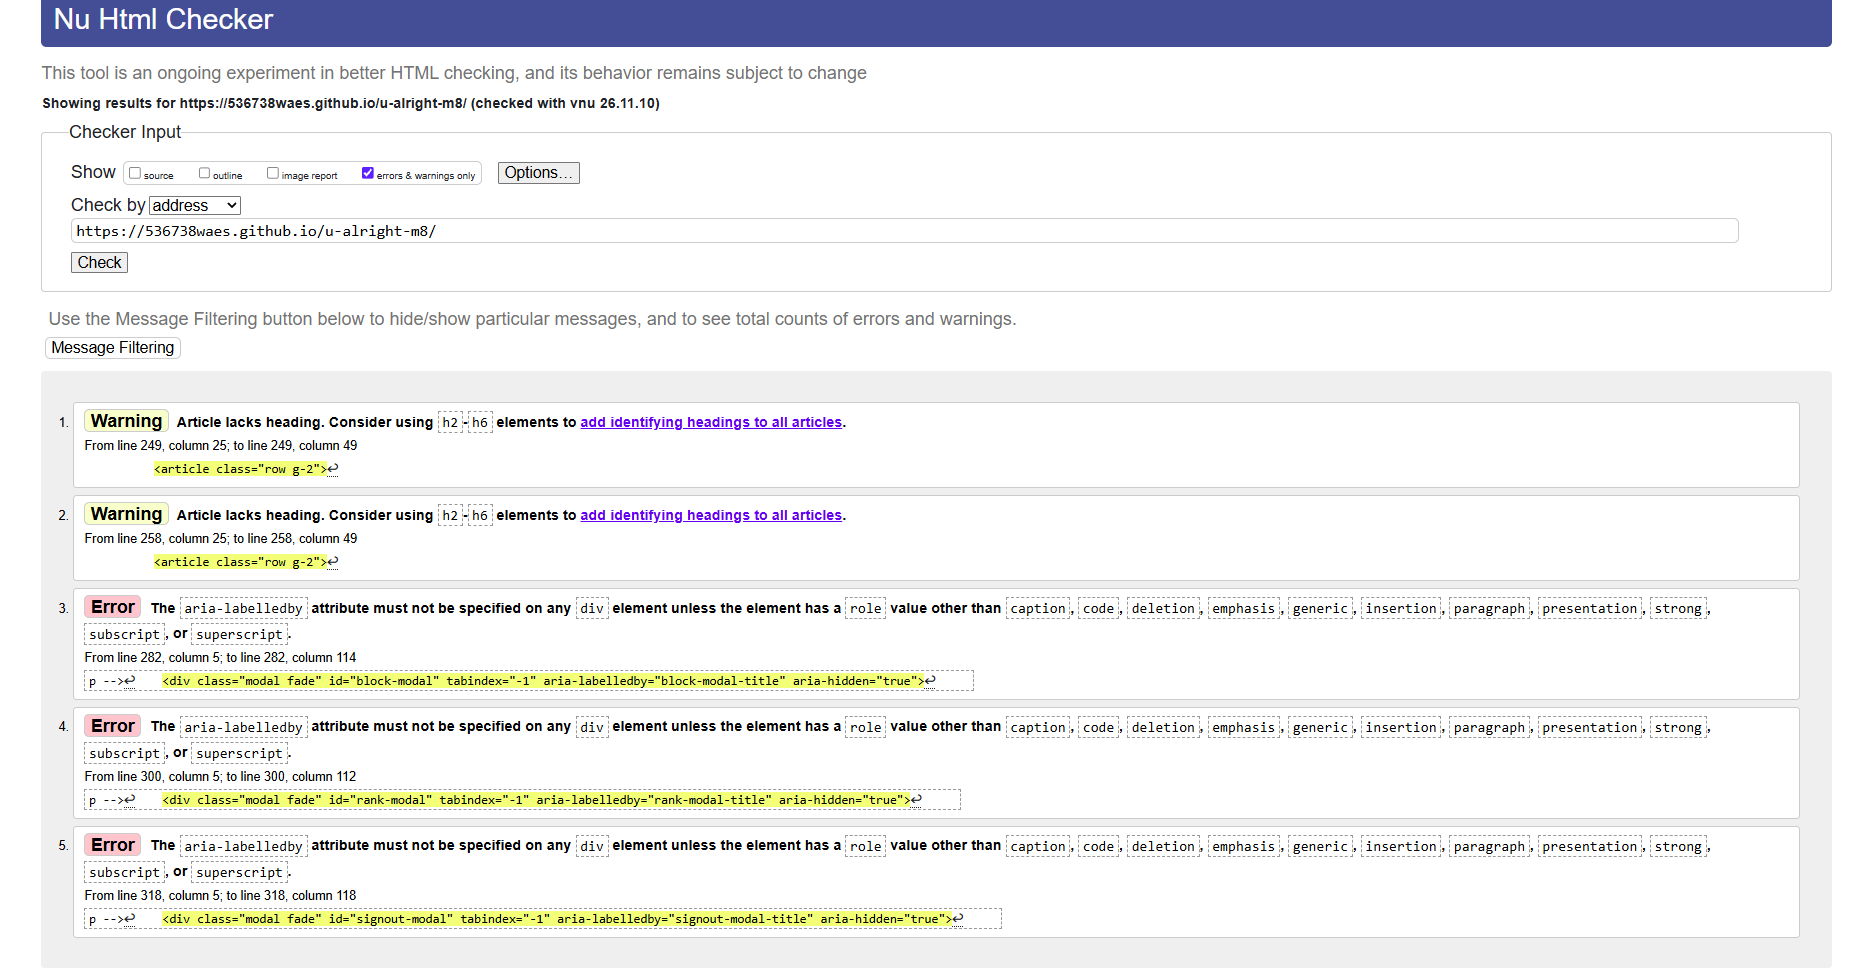 Nu Html Checker
This tool is an ongoing experiment in better HTML checking, and its behavior remains subject to change
Showing results for https://536738waes.github.io/u-alright-m8/ (checked with vnu 26.11.10)
Checker Input
Show source outline image report errors & warnings only Options...
Check by address
https://536738waes.github.io/u-alright-m8/
Check
Use the Message Filtering button below to hide/show particular messages, and to see total counts of errors and warnings.
Message Filtering
1. Warning Article lacks heading. Consider using h2-h6 elements to add identifying headings to all articles.
From line 249, column 25; to line 249, column 49
<article class="row g-2">↩
2. Warning Article lacks heading. Consider using h2-h6 elements to add identifying headings to all articles.
From line 258, column 25; to line 258, column 49
<article class="row g-2">↩
3. Error The aria-labelledby attribute must not be specified on any div element unless the element has a role value other than caption, code, deletion, emphasis, generic, insertion, paragraph, presentation, strong,
subscript, or superscript.
From line 282, column 5; to line 282, column 114
p -->↩ <div class="modal fade" id="block-modal" tabindex="-1" aria-labelledby="block-modal-title" aria-hidden="true">↩
4. Error The aria-labelledby attribute must not be specified on any div element unless the element has a role value other than caption, code, deletion, emphasis, generic, insertion, paragraph, presentation, strong,
subscript, or superscript.
From line 300, column 5; to line 300, column 112
p -->↩ <div class="modal fade" id="rank-modal" tabindex="-1" aria-labelledby="rank-modal-title" aria-hidden="true">↩
5. Error The aria-labelledby attribute must not be specified on any div element unless the element has a role value other than caption, code, deletion, emphasis, generic, insertion, paragraph, presentation, strong,
subscript, or superscript.
From line 318, column 5; to line 318, column 118
p -->↩ <div class="modal fade" id="signout-modal" tabindex="-1" aria-labelledby="signout-modal-title" aria-hidden="true">↩